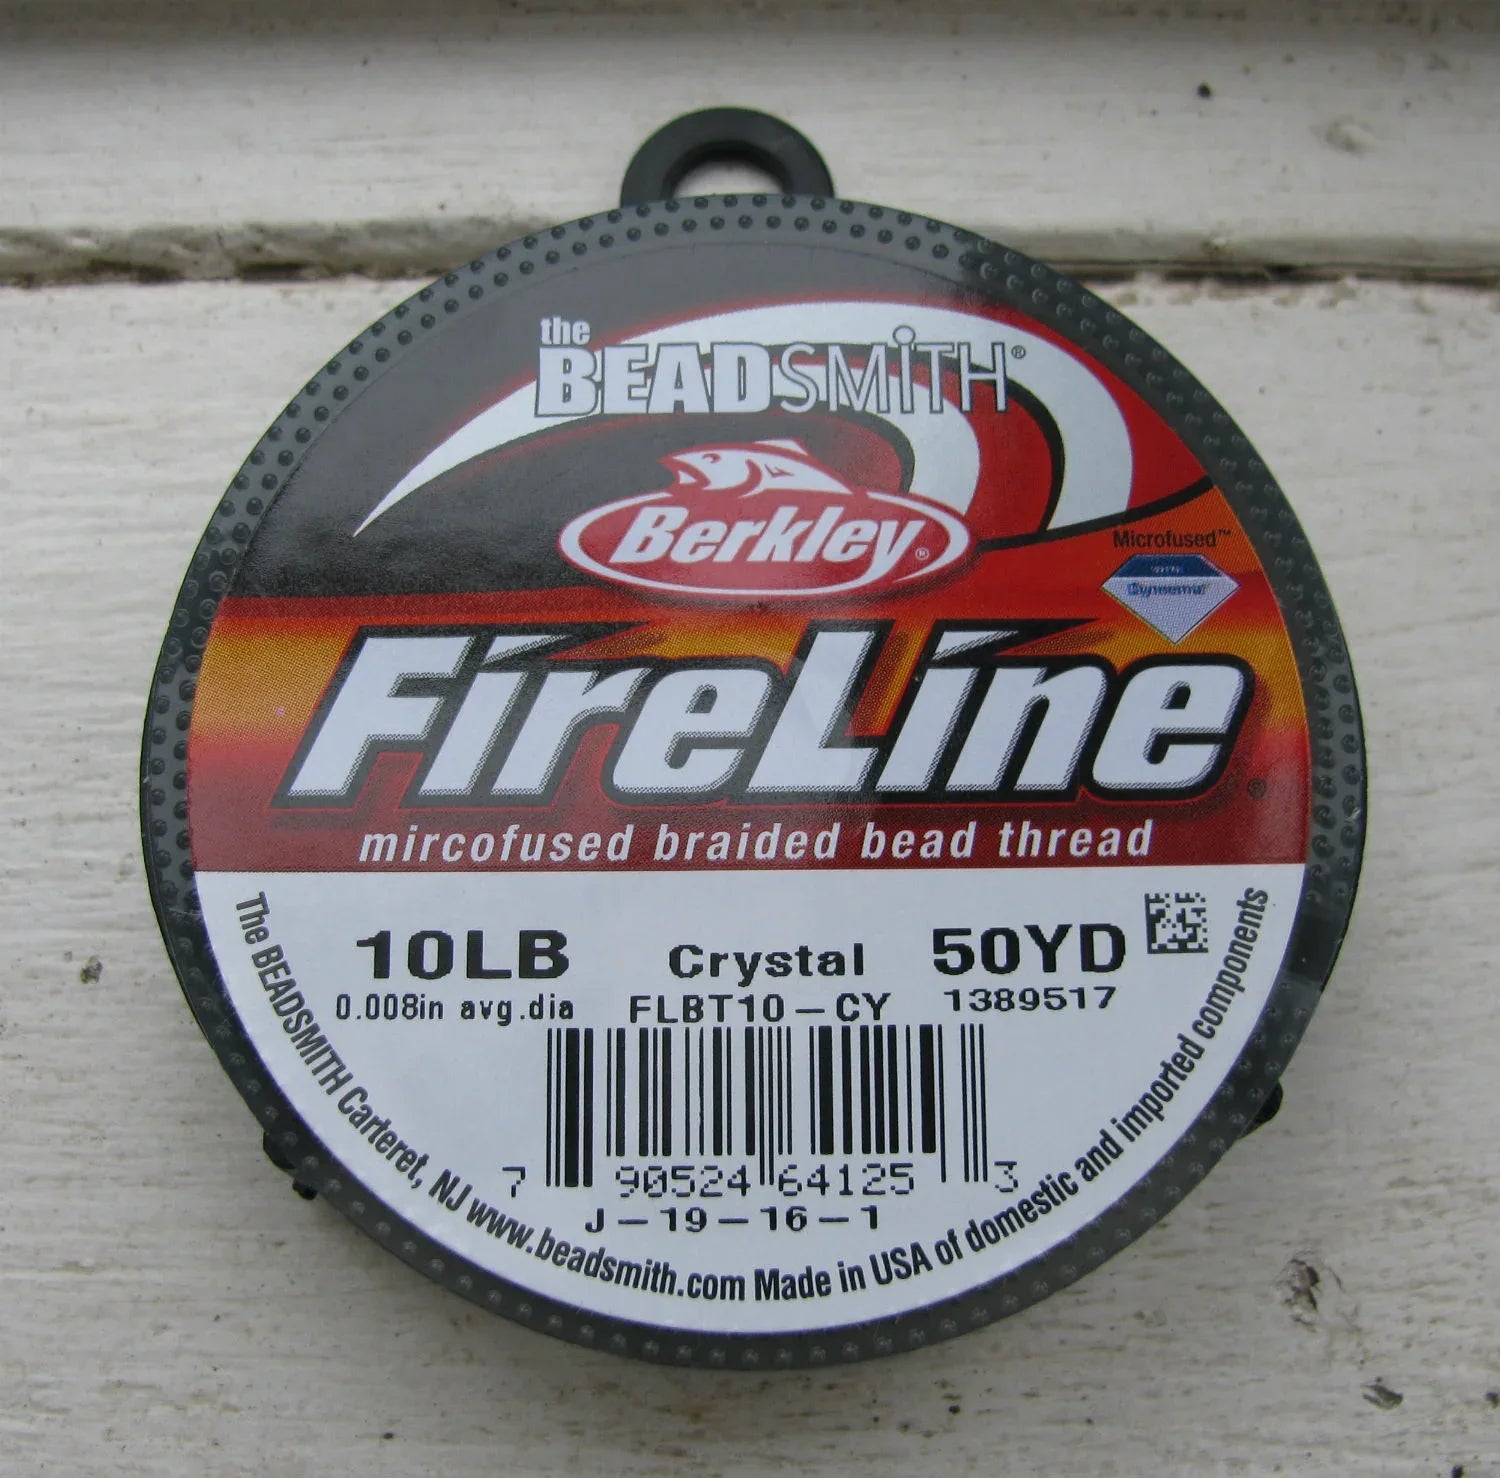 the
BEADSMiTH®
Berkley®
Microfused™
WITH
Dyneema®
FireLine®
mircofused braided bead thread
10LB Crystal 50YD
0.008in avg.dia FLBT10-CY 1389517
7 90524 64125 3
J-19-16-1
The BEADSMITH Carteret, NJ www.beadsmith.com Made in USA of domestic and imported components